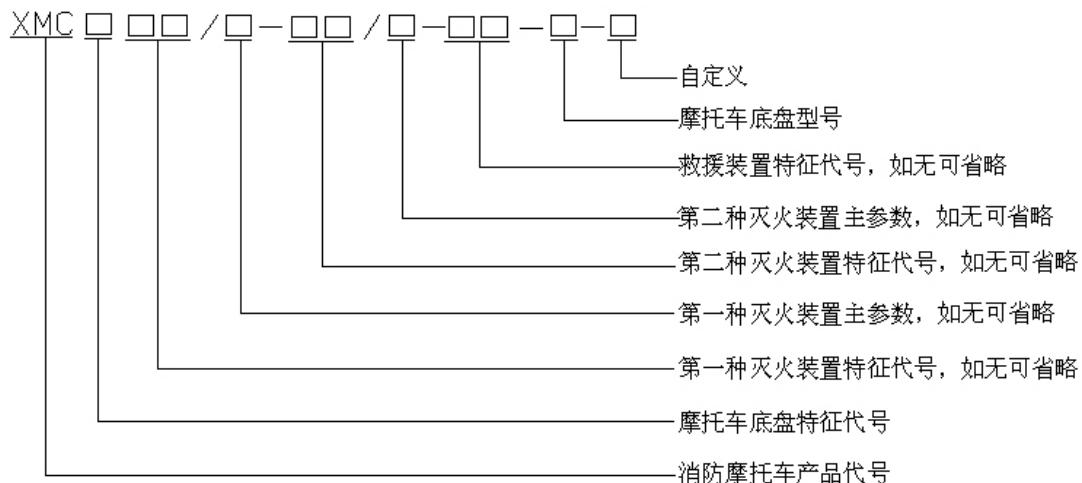 XMC□ □□/□-□□/□-□□-□-□
自定义
摩托车底盘型号
救援装置特征代号，如无可省略
第二种灭火装置主参数，如无可省略
第二种灭火装置特征代号，如无可省略
第一种灭火装置主参数，如无可省略
第一种灭火装置特征代号，如无可省略
摩托车底盘特征代号
消防摩托车产品代号